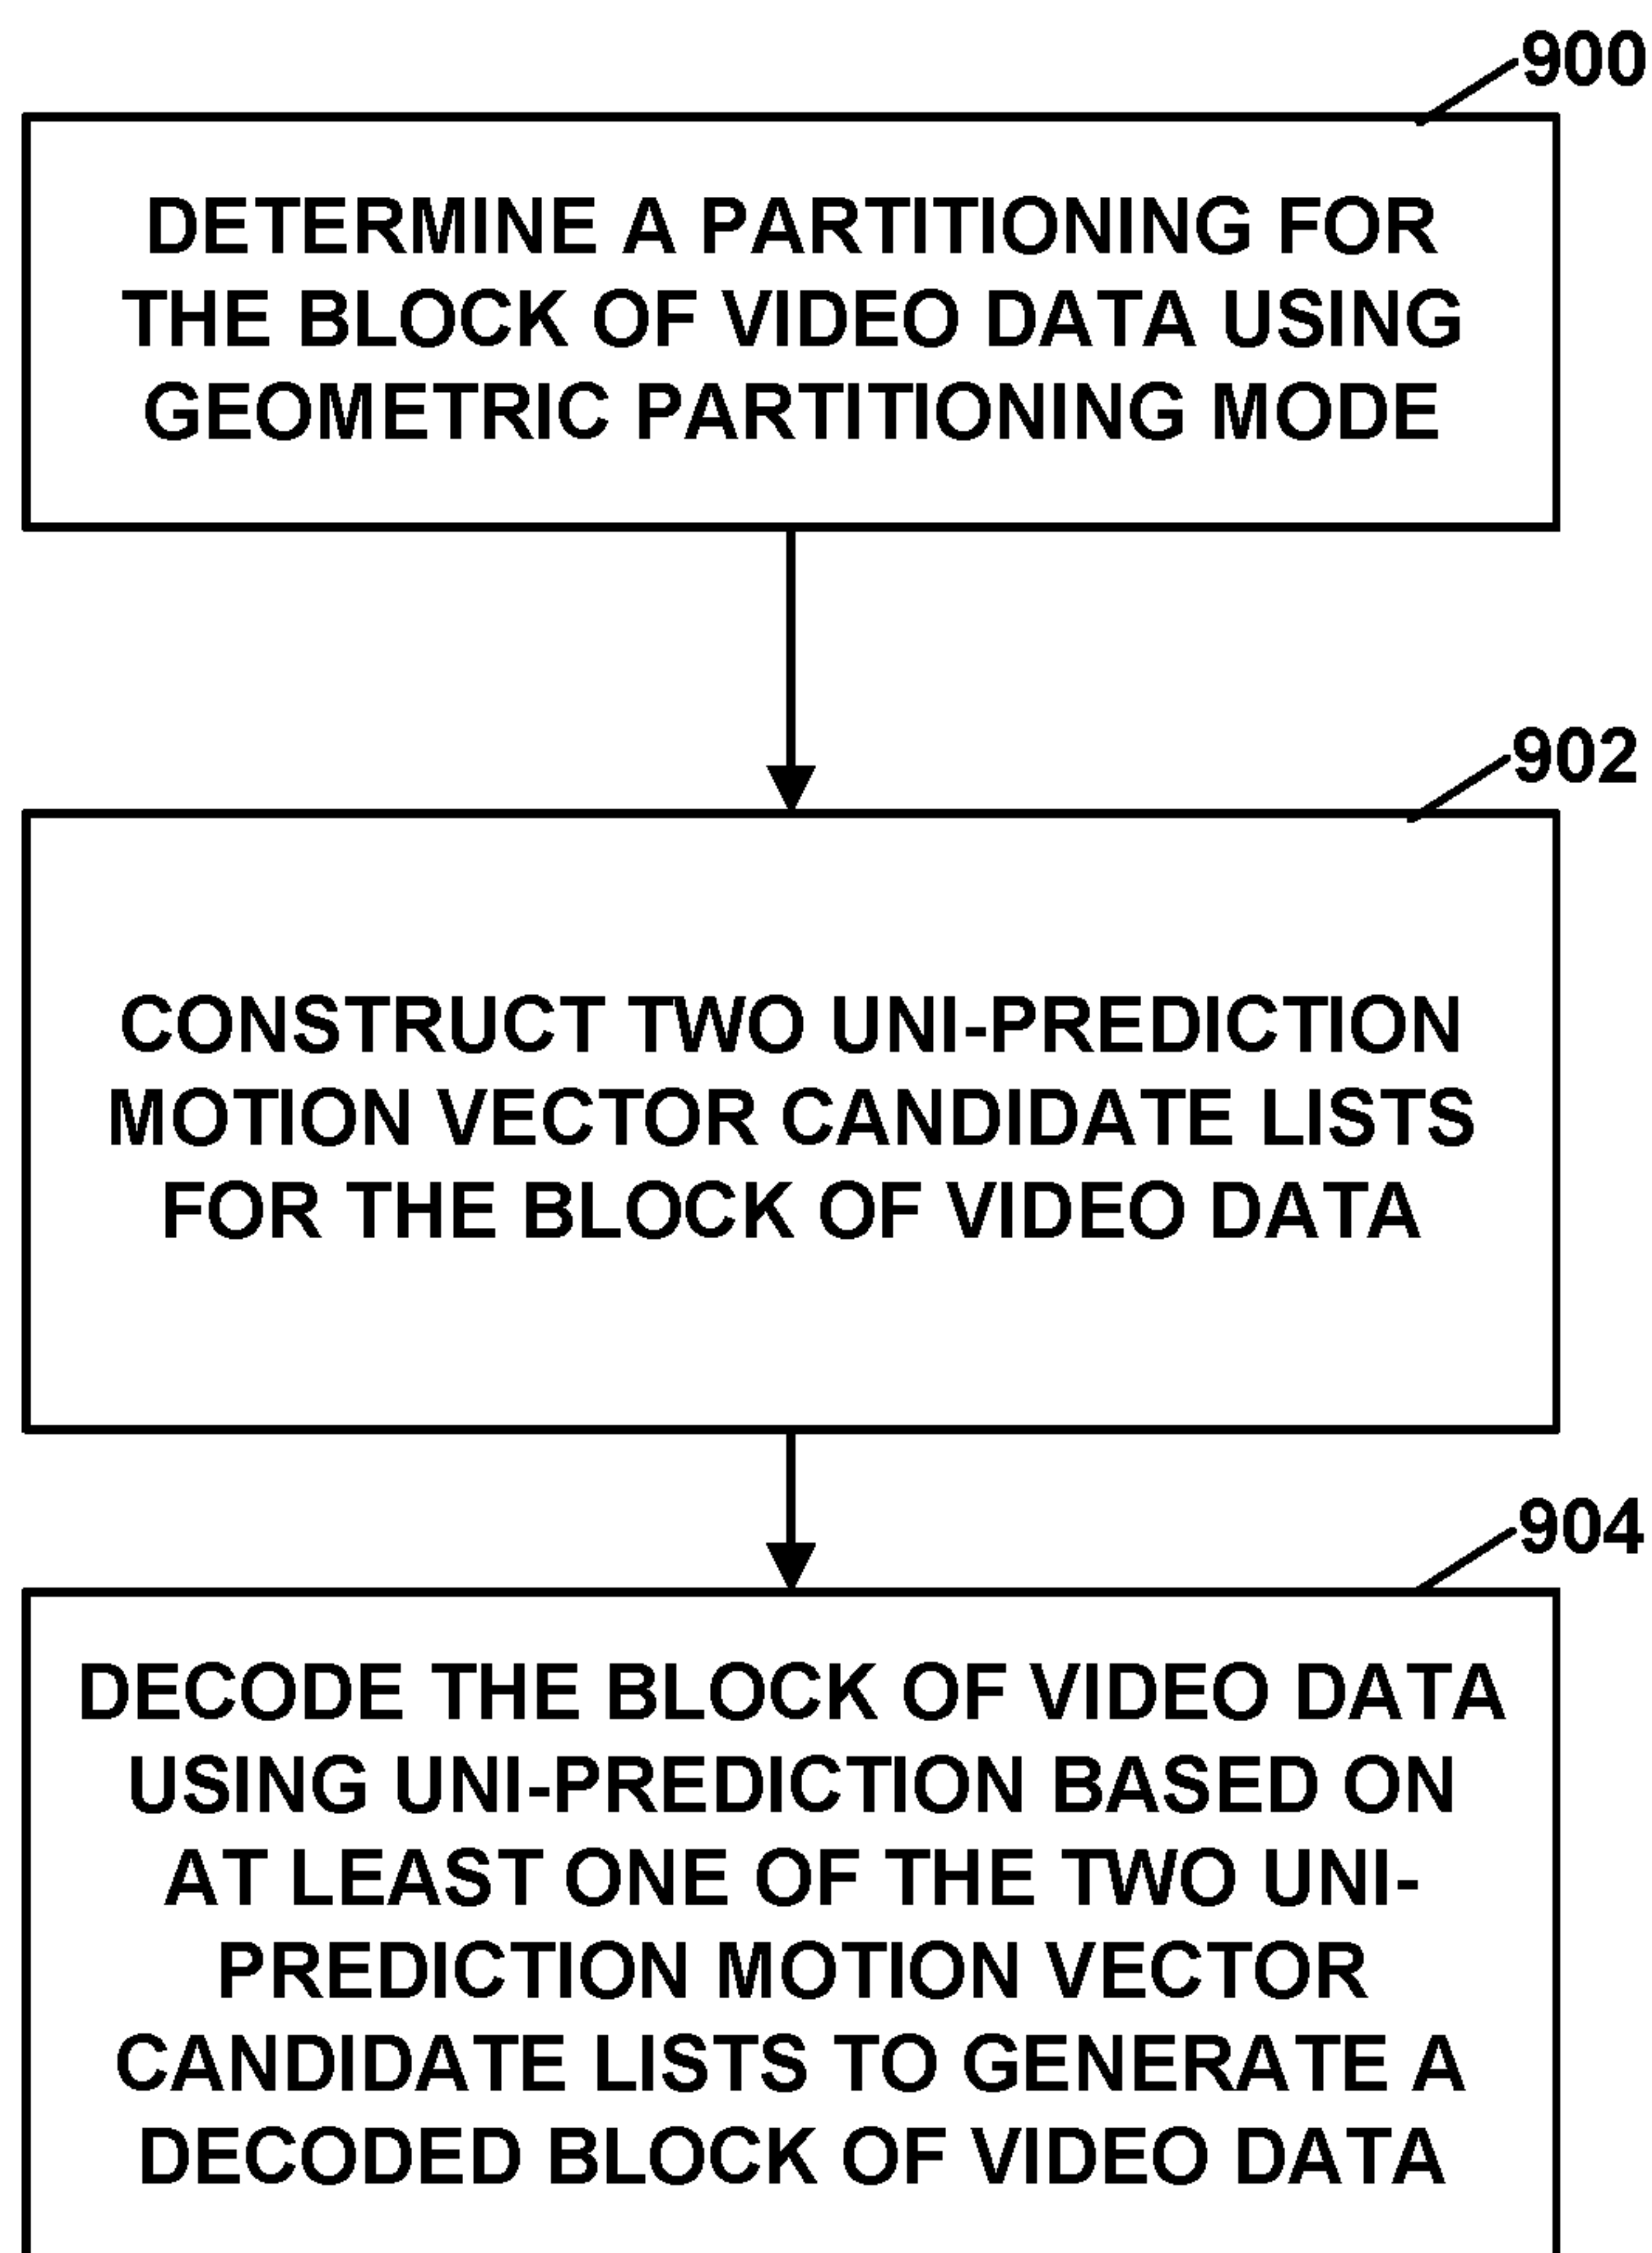 900
DETERMINE A PARTITIONING FOR
THE BLOCK OF VIDEO DATA USING
GEOMETRIC PARTITIONING MODE
902
CONSTRUCT TWO UNI-PREDICTION
MOTION VECTOR CANDIDATE LISTS
FOR THE BLOCK OF VIDEO DATA
904
DECODE THE BLOCK OF VIDEO DATA
USING UNI-PREDICTION BASED ON
AT LEAST ONE OF THE TWO UNI-
PREDICTION MOTION VECTOR
CANDIDATE LISTS TO GENERATE A
DECODED BLOCK OF VIDEO DATA